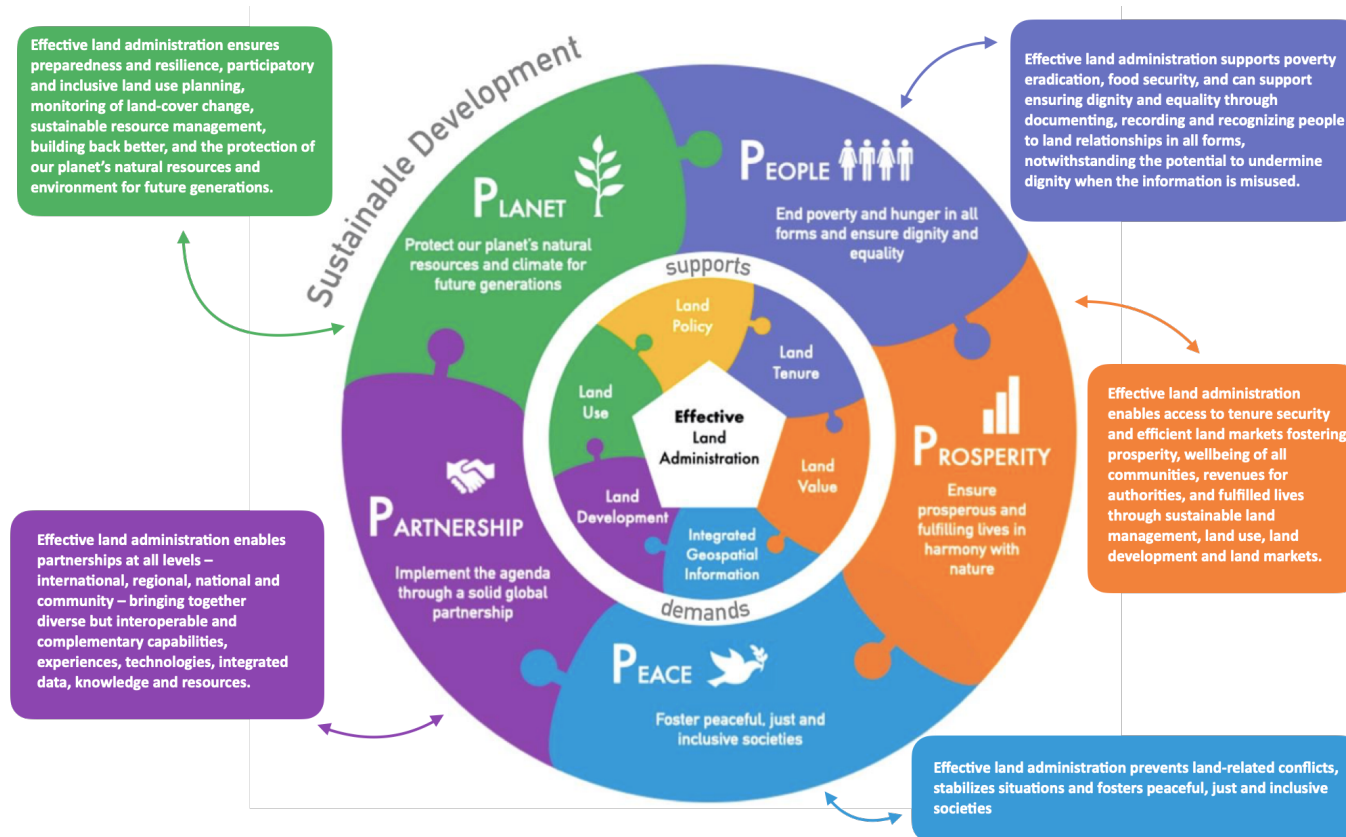 Effective land administration ensures
preparedness and resilience, participatory
and inclusive land use planning,
monitoring of land-cover change,
sustainable resource management,
building back better, and the protection of
our planet's natural resources and
environment for future generations.
Sustainable Development
Effective land administration supports poverty
eradication, food security, and can support
ensuring dignity and equality through
documenting, recording and recognizing people
to land relationships in all forms,
notwithstanding the potential to undermine
dignity when the information is misused.
PLANET
Protect our planet's natural
resources and climate for
future generations
PEOPLE
End poverty and hunger in all
forms and ensure dignity and
equality
supports
Land
Policy
Land
Tenure
Land
Use
Effective
Land
Administration
Land
Value
Land
Development
Integrated
Geospatial
Information
demands
PROSPERITY
Ensure
prosperous and
fulfilling lives in
harmony with
nature
Effective land administration
enables access to tenure security
and efficient land markets fostering
prosperity, wellbeing of all
communities, revenues for
authorities, and fulfilled lives
through sustainable land
management, land use, land
development and land markets.
PARTNERSHIP
Implement the agenda
through a solid global
partnership
Effective land administration enables
partnerships at all levels –
international, regional, national and
community – bringing together
diverse but interoperable and
complementary capabilities,
experiences, technologies, integrated
data, knowledge and resources.
PEACE
Foster peaceful, just and
inclusive societies
Effective land administration prevents land-related conflicts,
stabilizes situations and fosters peaceful, just and inclusive
societies